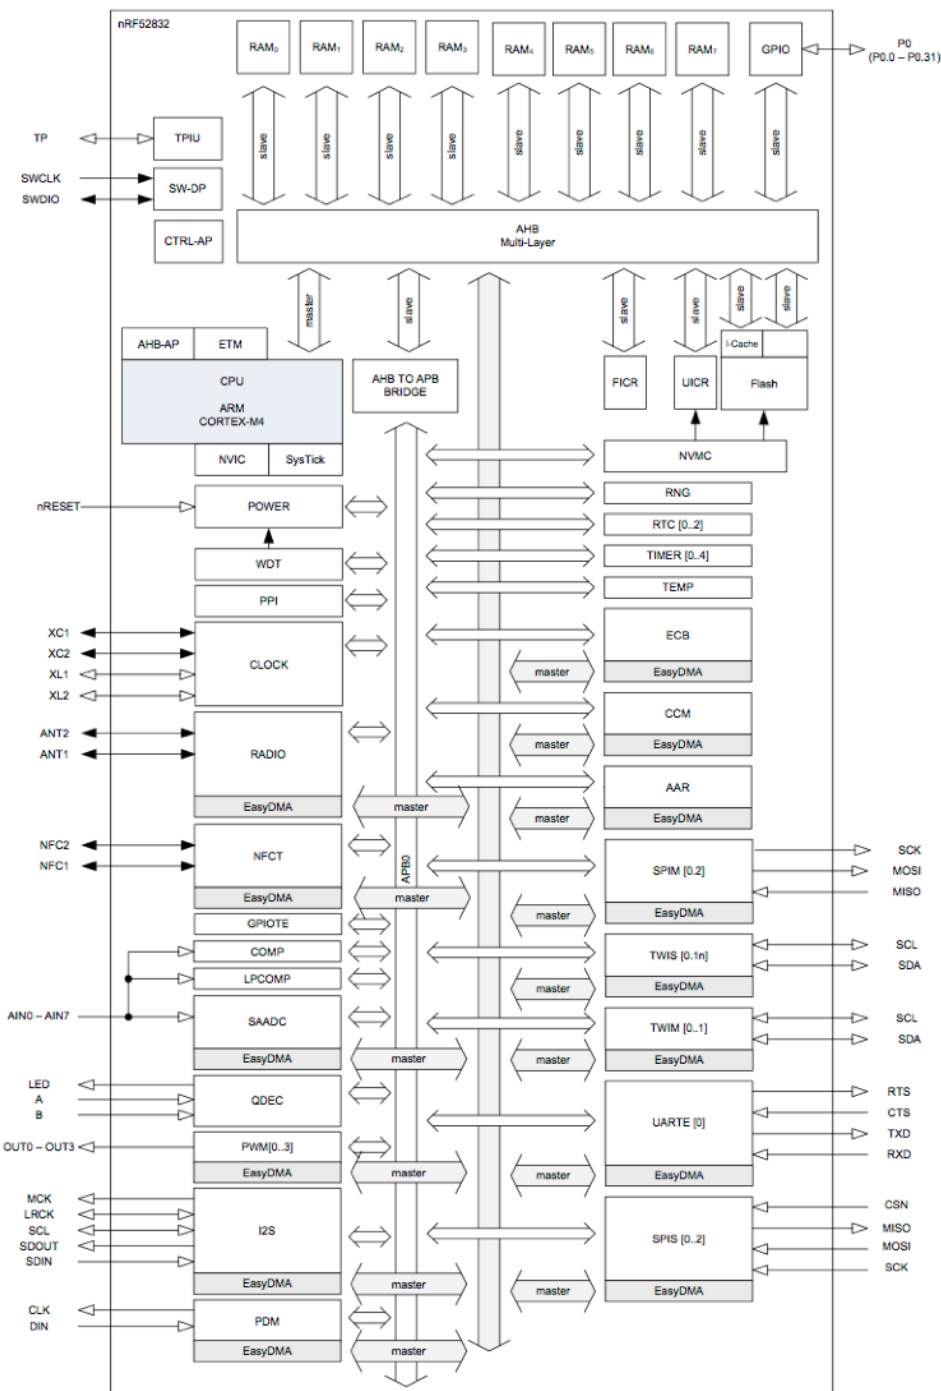 nRF52832
RAM0
RAM1
RAM2
RAM3
RAM4
RAM5
RAM6
RAM7
GPIO
P0
(P0.0 – P0.31)
slave
slave
slave
slave
slave
slave
slave
slave
slave
TP
TPIU
SWCLK
SWDIO
SW-DP
CTRL-AP
AHB
Multi-Layer
master
slave
slave
slave
slave
slave
AHB-AP
ETM
I-Cache
CPU
ARM
CORTEX-M4
AHB TO APB
BRIDGE
FICR
UICR
Flash
NVIC
SysTick
NVMC
nRESET
POWER
RNG
RTC [0..2]
WDT
TIMER [0..4]
PPI
TEMP
XC1
XC2
XL1
XL2
CLOCK
ECB
master
EasyDMA
ANT2
ANT1
RADIO
EasyDMA
master
CCM
master
EasyDMA
AAR
master
EasyDMA
NFC2
NFC1
NFCT
EasyDMA
master
APB0
SPIM [0.2]
master
EasyDMA
SCK
MOSI
MISO
GPIOTE
COMP
LPCOMP
AIN0 – AIN7
SAADC
EasyDMA
master
TWIS [0.1n]
master
EasyDMA
SCL
SDA
TWIM [0..1]
master
EasyDMA
SCL
SDA
LED
A
B
QDEC
OUT0 – OUT3
PWM[0..3]
EasyDMA
master
UARTE [0]
master
EasyDMA
RTS
CTS
TXD
RXD
MCK
LRCK
SCL
SDOUT
SDIN
I2S
EasyDMA
master
SPIS [0..2]
master
EasyDMA
CSN
MISO
MOSI
SCK
CLK
DIN
PDM
EasyDMA
master